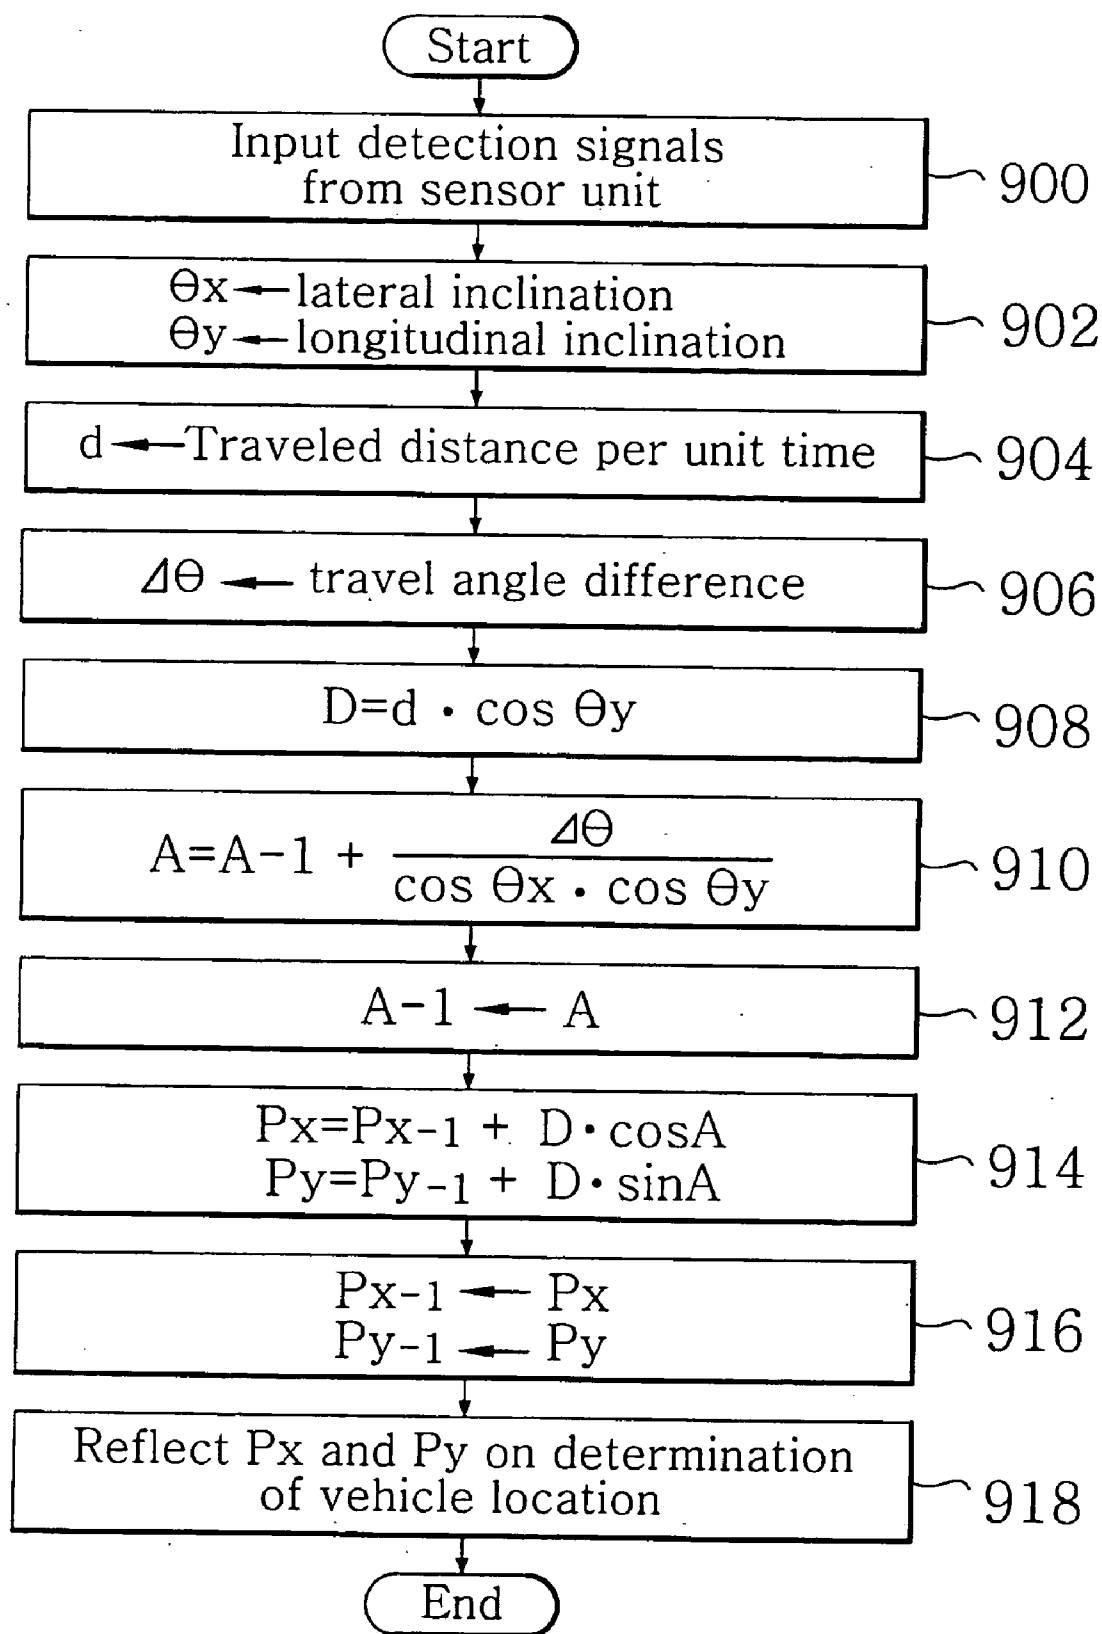 Start
Input detection signals
from sensor unit
900
θx←lateral inclination
θy←longitudinal inclination
902
d←Traveled distance per unit time
904
⊿θ ← travel angle difference
906
D=d · cos θy
908
A=A-1 + ⊿θ / cos θx · cos θy
910
A-1 ← A
912
Px=Px-1 + D·cosA
Py=Py-1 + D·sinA
914
Px-1 ← Px
Py-1 ← Py
916
Reflect Px and Py on determination
of vehicle location
918
End